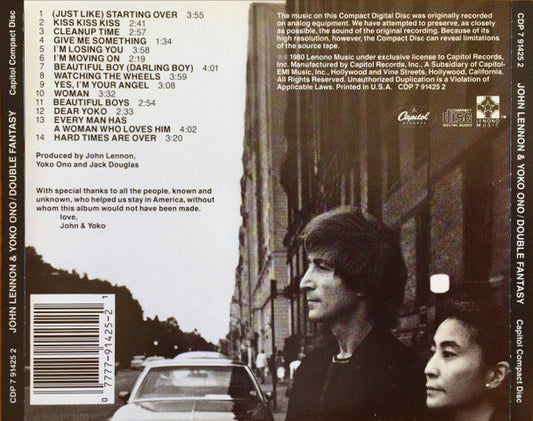 1 (JUST LIKE) STARTING OVER 3:55
2 KISS KISS KISS 2:41
3 CLEANUP TIME 2:57
4 GIVE ME SOMETHING 1:34
5 I'M LOSING YOU 3:58
6 I'M MOVING ON 2:19
7 BEAUTIFUL BOY (DARLING BOY) 4:01
8 WATCHING THE WHEELS 3:59
9 YES, I'M YOUR ANGEL 3:08
10 WOMAN 3:32
11 BEAUTIFUL BOYS 2:54
12 DEAR YOKO 2:33
13 EVERY MAN HAS
A WOMAN WHO LOVES HIM 4:02
14 HARD TIMES ARE OVER 3:20
Produced by John Lennon,
Yoko Ono and Jack Douglas
With special thanks to all the people, known and
unknown, who helped us stay in America, without
whom this album would not have been made.
love,
John & Yoko
The music on this Compact Digital Disc was originally recorded
on analog equipment. We have attempted to preserve, as closely
as possible, the sound of the original recording. Because of its
high resolution, however, the Compact Disc can reveal limitations
of the source tape.
℗ © 1980 Lenono Music under exclusive license to Capitol Records,
Inc. Manufactured by Capitol Records, Inc., A Subsidiary of Capitol-
EMI Music, Inc., Hollywood and Vine Streets, Hollywood, California.
All Rights Reserved. Unauthorized Duplication is a Violation of
Applicable Laws. Printed in U.S.A. CDP 7 91425 2
Capitol
RECORDS
COMPACT
disc
DIGITAL AUDIO
LENONO
MUSIC
0 7777-91425-2 1
CDP 7 91425 2 JOHN LENNON & YOKO ONO/DOUBLE FANTASY Capitol Compact Disc
CDP 7 91425 2 JOHN LENNON & YOKO ONO/DOUBLE FANTASY Capitol Compact Disc